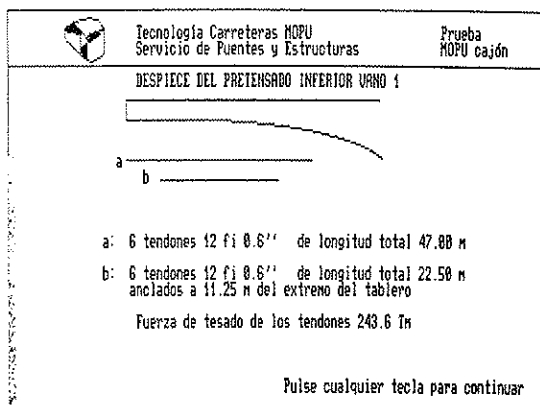 Tecnología Carreteras MOPU
Servicio de Puentes y Estructuras
Prueba
MOPU cajón
DESPIECE DEL PRETENSADO INFERIOR VANO 1
a
b
a: 6 tendones 12 fi 0.6'' de longitud total 47.00 m
b: 6 tendones 12 fi 0.6'' de longitud total 22.50 m
anclados a 11.25 m del extremo del tablero
Fuerza de tesado de los tendones 243.6 Tm
Pulse cualquier tecla para continuar